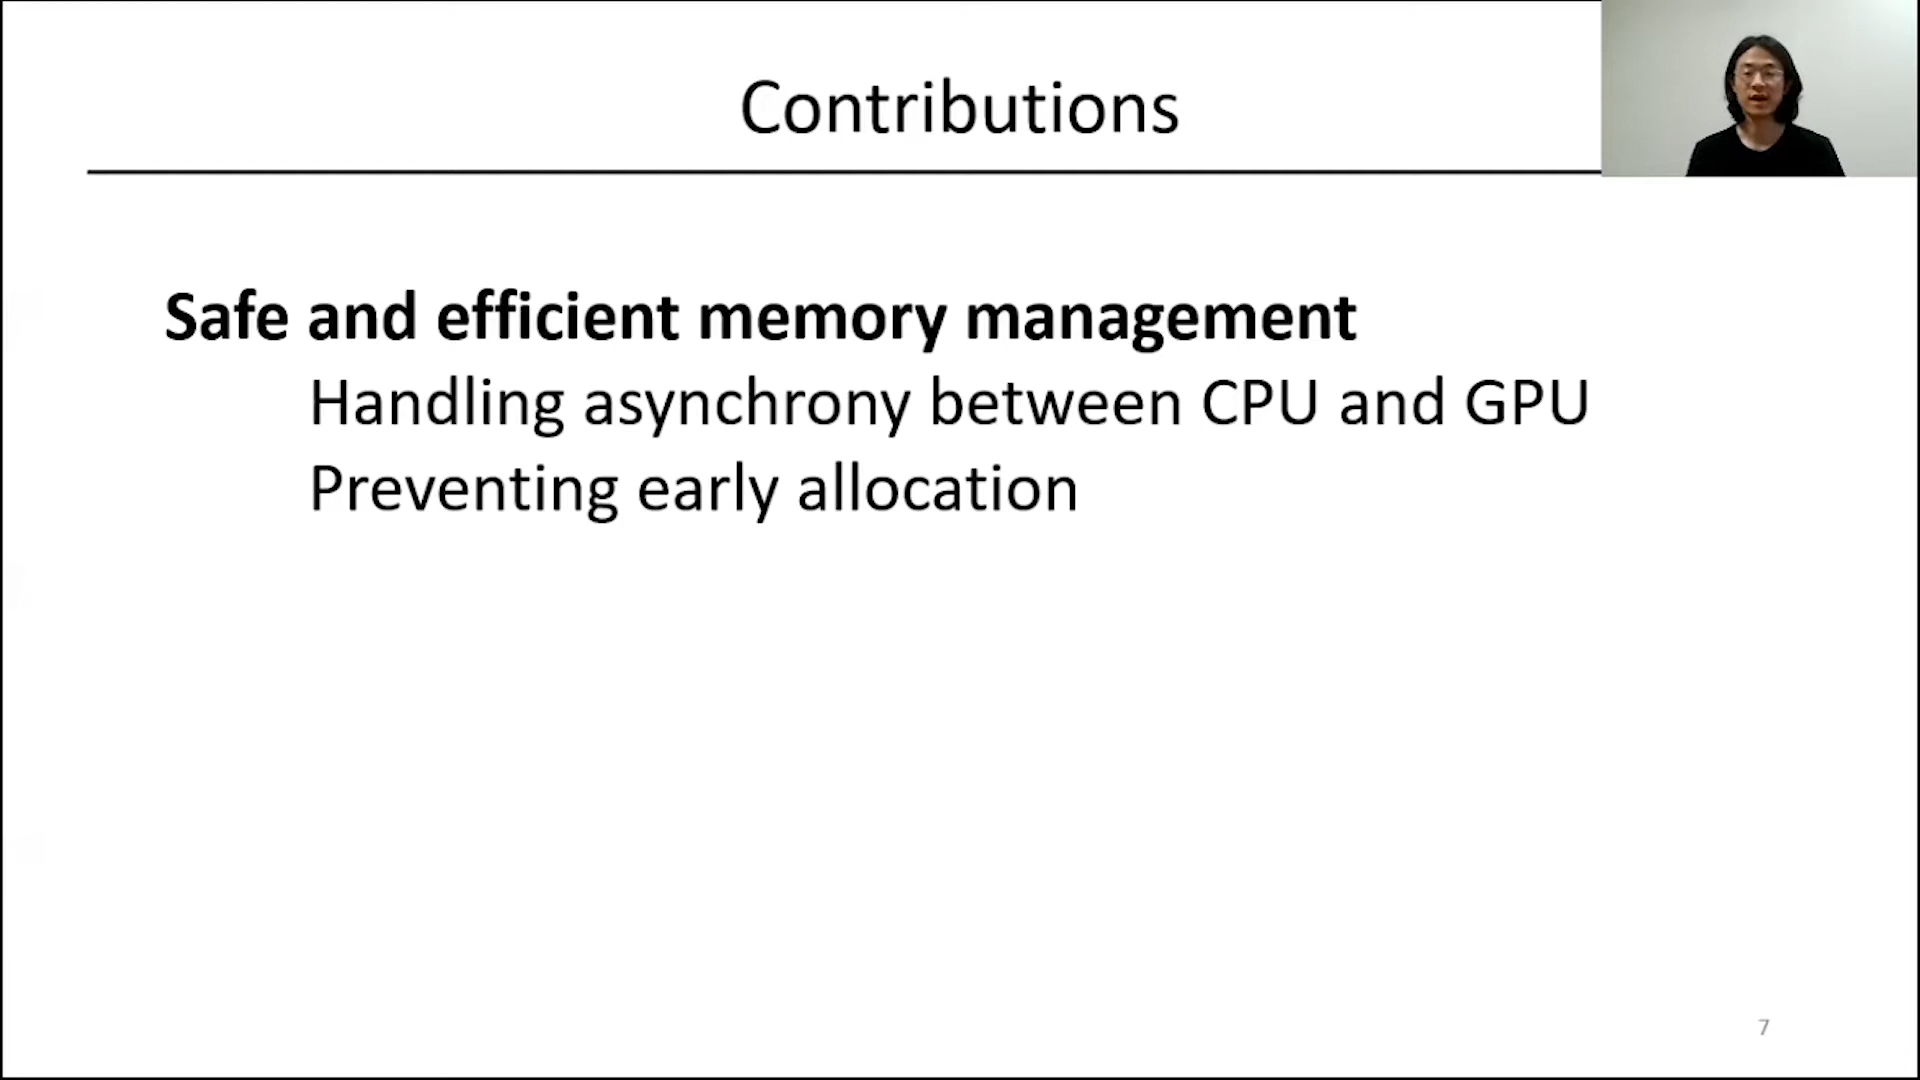 Contributions
Safe and efficient memory management
Handling asynchrony between CPU and GPU
Preventing early allocation
7